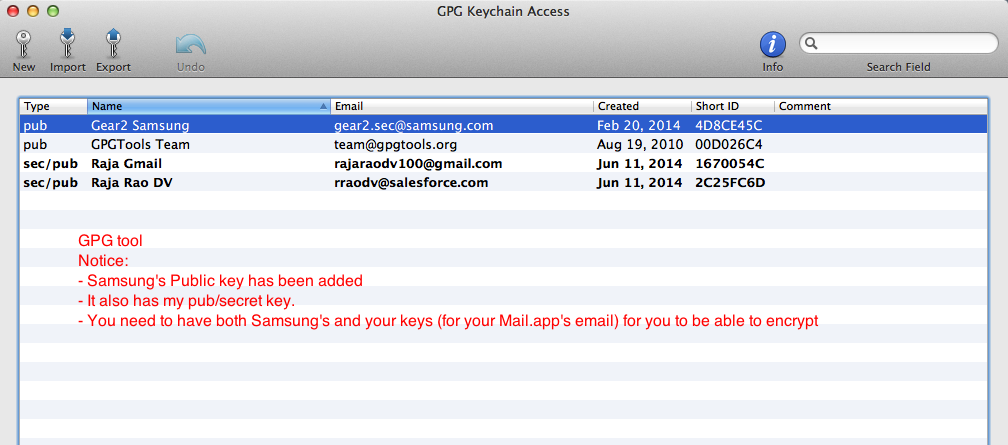 GPG Keychain Access
New Import Export Undo Info Search Field
Type Name Email Created Short ID Comment
pub Gear2 Samsung gear2.sec@samsung.com Feb 20, 2014 4D8CE45C
pub GPGTools Team team@gpgtools.org Aug 19, 2010 00D026C4
sec/pub Raja Gmail rajaraodv100@gmail.com Jun 11, 2014 1670054C
sec/pub Raja Rao DV rraodv@salesforce.com Jun 11, 2014 2C25FC6D
GPG tool
Notice:
- Samsung's Public key has been added
- It also has my pub/secret key.
- You need to have both Samsung's and your keys (for your Mail.app's email) for you to be able to encrypt